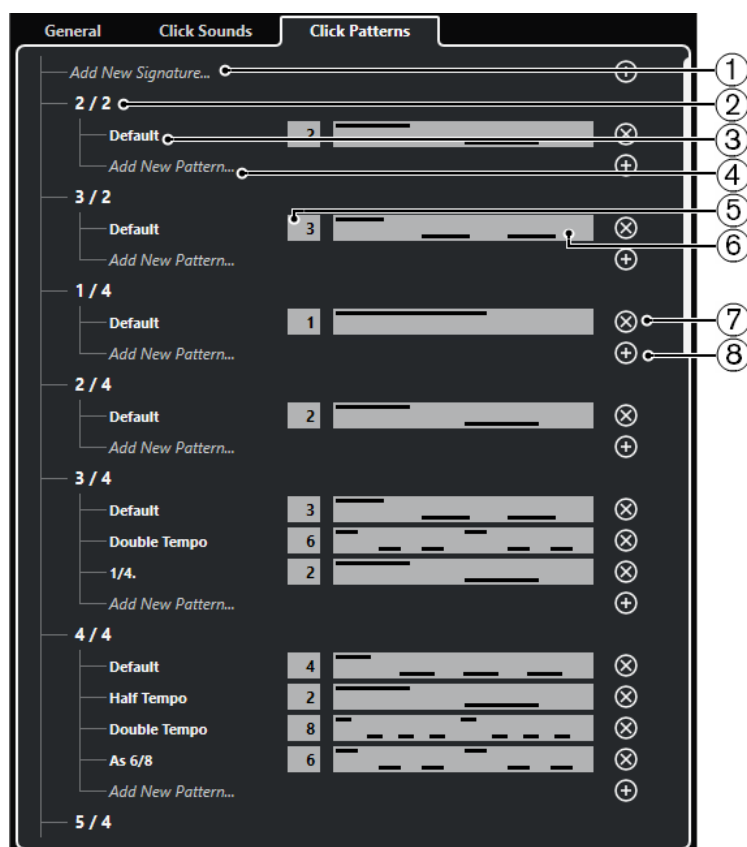 General Click Sounds Click Patterns
Add New Signature... 1
2 / 2 2
Default 2 3
Add New Pattern... 4
3 / 2 5
Default 3 6
Add New Pattern...
1 / 4
Default 1 7
Add New Pattern... 8
2 / 4
Default 2
Add New Pattern...
3 / 4
Default 3
Double Tempo 6
1/4. 2
Add New Pattern...
4 / 4
Default 4
Half Tempo 2
Double Tempo 8
As 6/8 6
Add New Pattern...
5 / 4